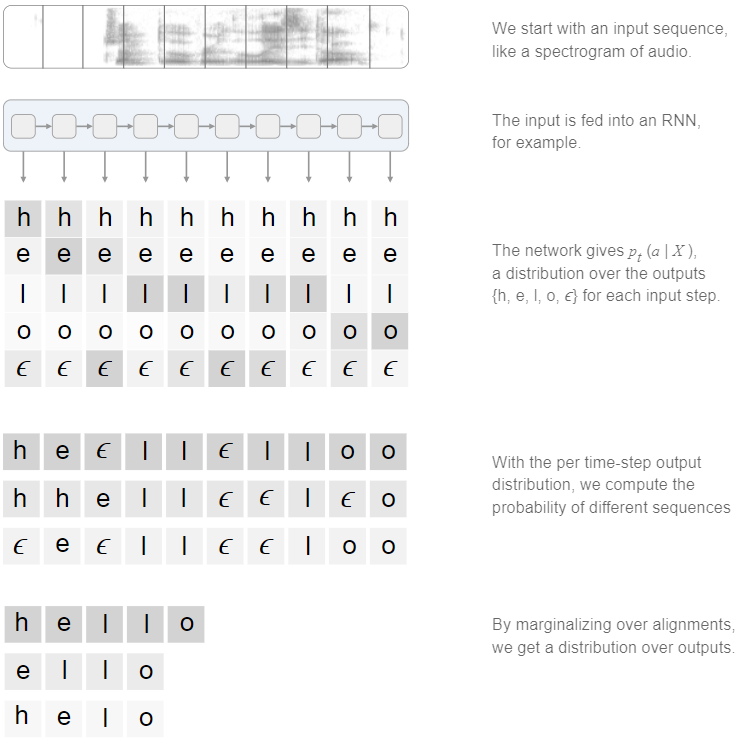 We start with an input sequence,
like a spectrogram of audio.
The input is fed into an RNN,
for example.
h h h h h h h h h h
e e e e e e e e e e
l l l l l l l l l l
o o o o o o o o o o
ϵ ϵ ϵ ϵ ϵ ϵ ϵ ϵ ϵ ϵ
The network gives pₜ (a | X),
a distribution over the outputs
{h, e, l, o, ϵ} for each input step.
h e ϵ l l ϵ l l o o
h h e l l ϵ ϵ l ϵ o
ϵ e ϵ l l ϵ ϵ l o o
With the per time-step output
distribution, we compute the
probability of different sequences
h e l l o
e l l o
h e l o
By marginalizing over alignments,
we get a distribution over outputs.